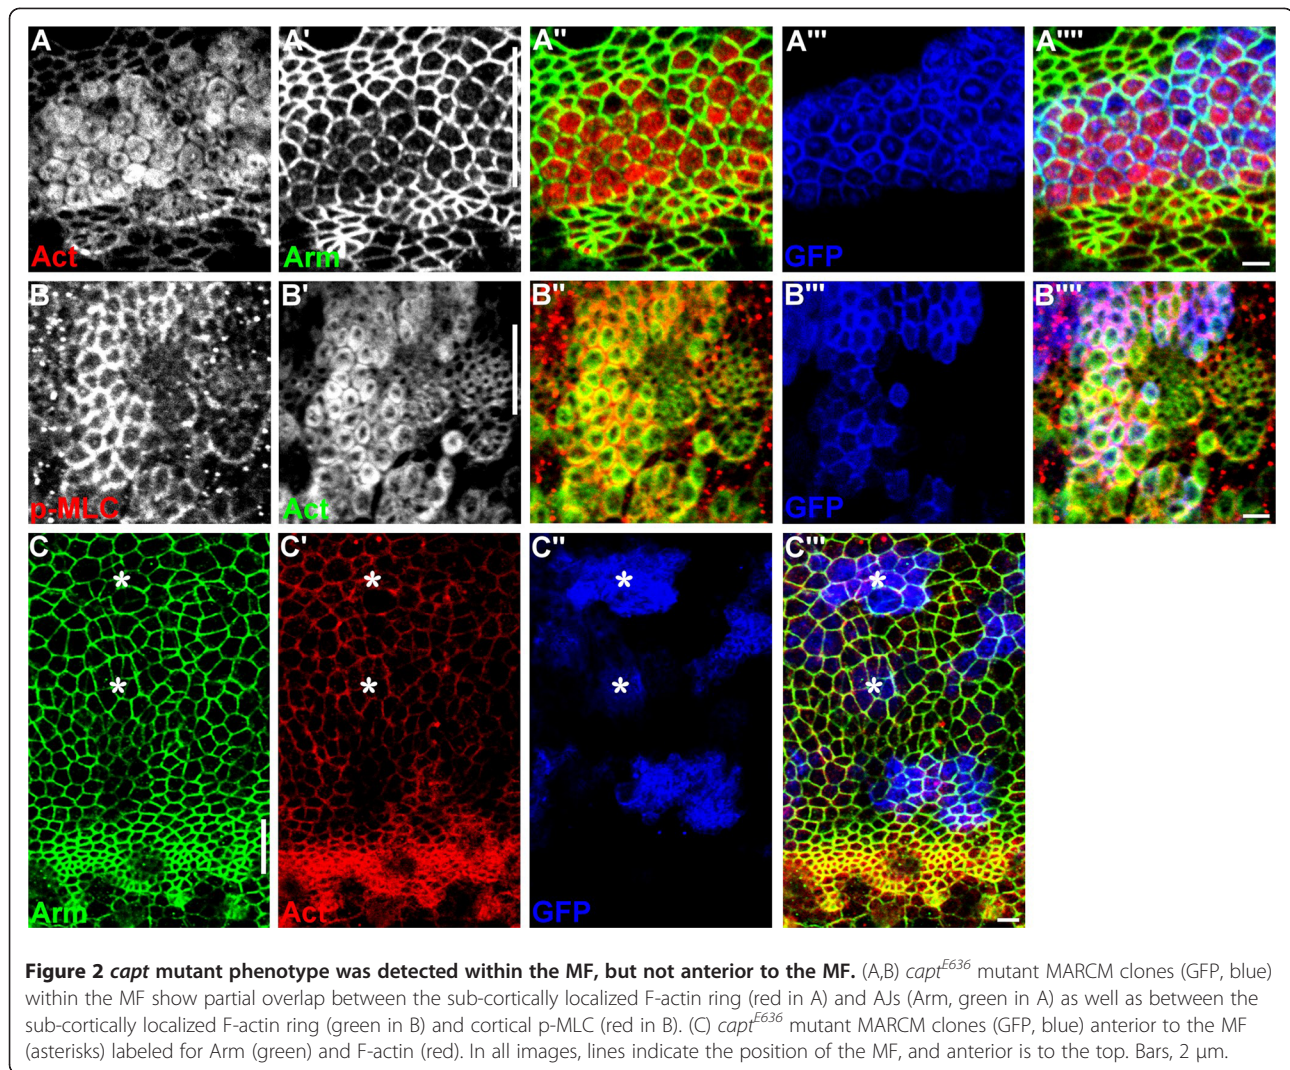 A A' A'' A''' A''''
Act Arm GFP
B B' B'' B''' B''''
p-MLC Act GFP
C C' C'' C'''
* * * *
* * * *
Arm Act GFP
Figure 2 capt mutant phenotype was detected within the MF, but not anterior to the MF. (A,B) capt^E636 mutant MARCM clones (GFP, blue)
within the MF show partial overlap between the sub-cortically localized F-actin ring (red in A) and AJs (Arm, green in A) as well as between the
sub-cortically localized F-actin ring (green in B) and cortical p-MLC (red in B). (C) capt^E636 mutant MARCM clones (GFP, blue) anterior to the MF
(asterisks) labeled for Arm (green) and F-actin (red). In all images, lines indicate the position of the MF, and anterior is to the top. Bars, 2 μm.